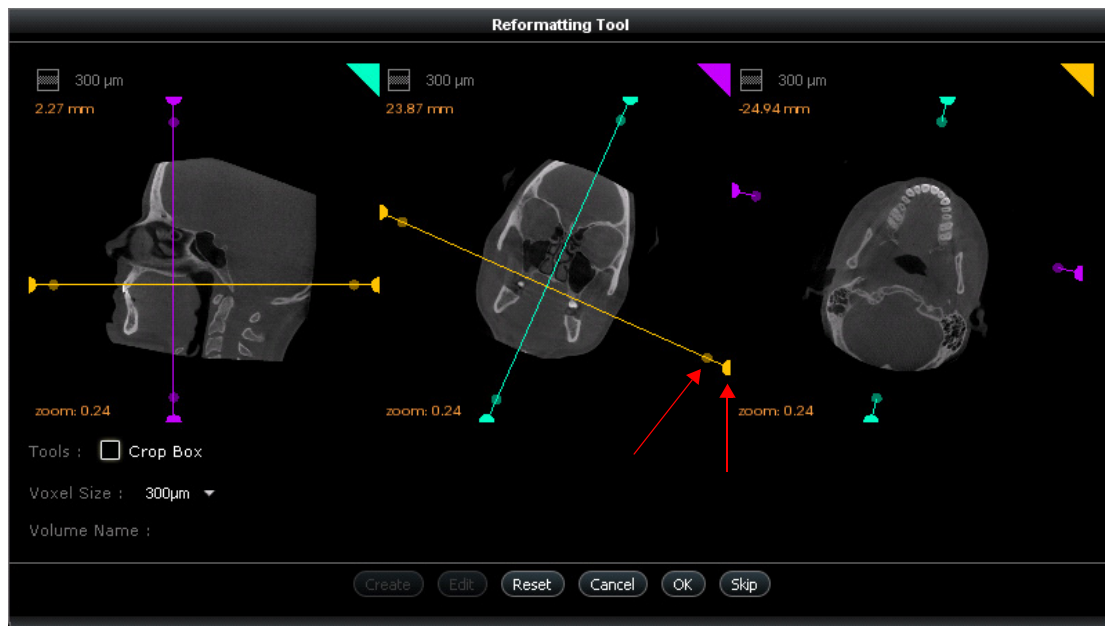 Reformatting Tool
300 µm
2.27 mm
300 µm
23.87 mm
300 µm
-24.94 mm
zoom: 0.24
zoom: 0.24
zoom: 0.24
Tools : Crop Box
Voxel Size : 300µm
Volume Name :
Create Edit Reset Cancel OK Skip